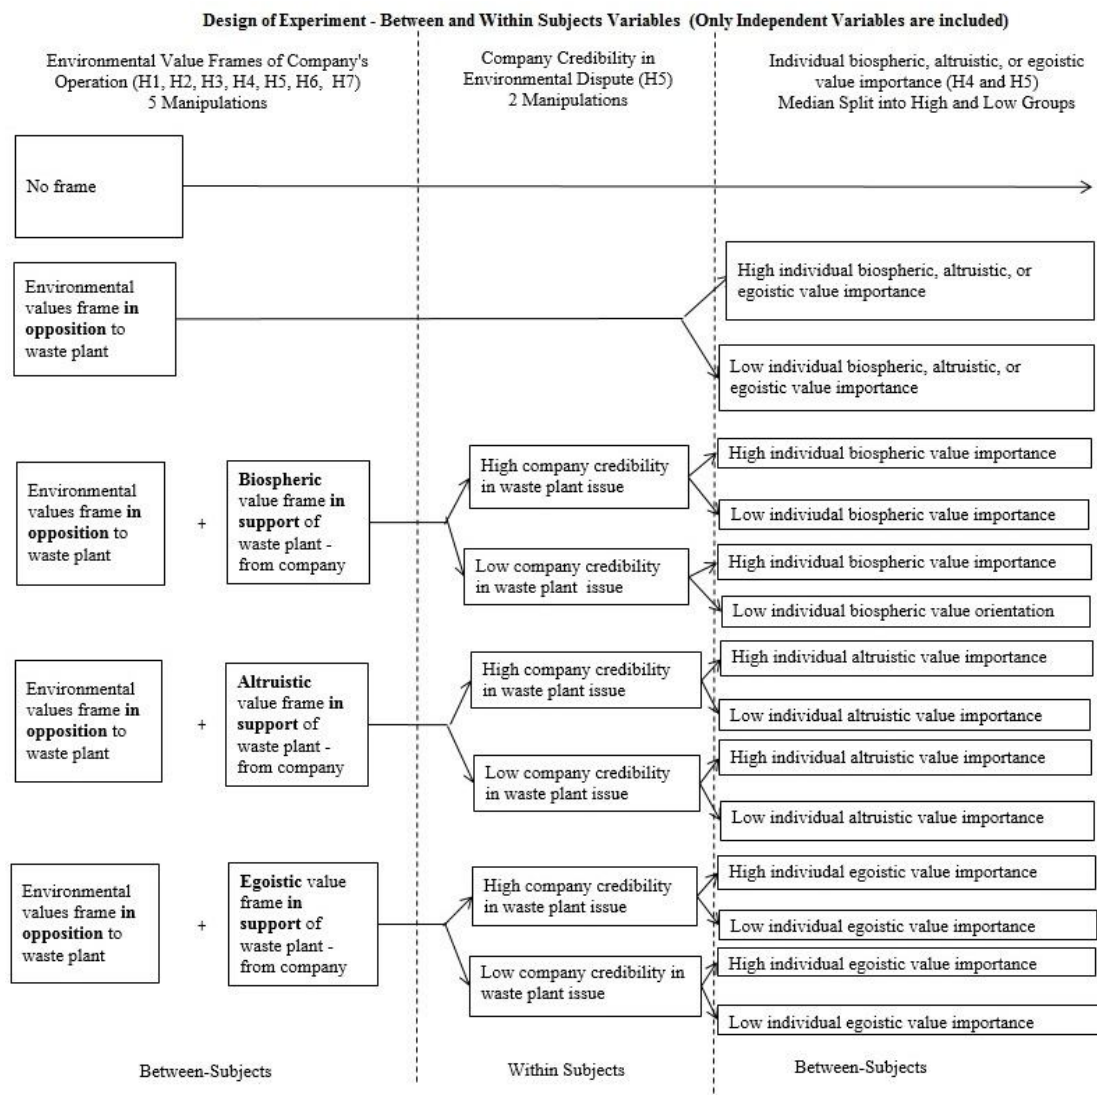 Design of Experiment - Between and Within Subjects Variables (Only Independent Variables are included)
Environmental Value Frames of Company's
Operation (H1, H2, H3, H4, H5, H6, H7)
5 Manipulations
Company Credibility in
Environmental Dispute (H5)
2 Manipulations
Individual biospheric, altruistic, or egoistic
value importance (H4 and H5)
Median Split into High and Low Groups
No frame
Environmental
values frame in
opposition to
waste plant
High individual biospheric, altruistic, or
egoistic value importance
Low individual biospheric, altruistic, or
egoistic value importance
Environmental
values frame in
opposition to
waste plant
+
Biospheric
value frame in
support of
waste plant -
from company
High company credibility
in waste plant issue
Low company credibility
in waste plant issue
High individual biospheric value importance
Low indiviudal biospheric value importance
High individual biospheric value importance
Low individual biospheric value orientation
Environmental
values frame in
opposition to
waste plant
+
Altruistic
value frame in
support of
waste plant -
from company
High company credibility
in waste plant issue
Low company credibility
in waste plant issue
High individual altruistic value importance
Low individual altruistic value importance
High individual altruistic value importance
Low individual altruistic value importance
Environmental
values frame in
opposition to
waste plant
+
Egoistic value
frame in
support of
waste plant -
from company
High company credibility
in waste plant issue
Low company credibility in
waste plant issue
High indiviudal egoistic value importance
Low individual egoistic value importance
High individual egoistic value importance
Low individual egoistic value importance
Between-Subjects
Within Subjects
Between-Subjects